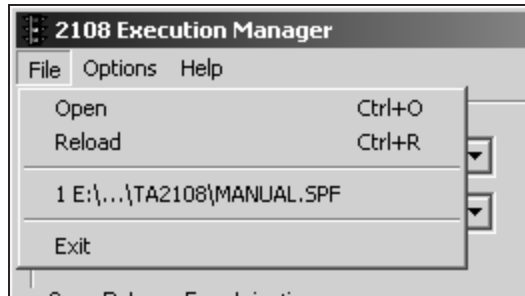 2108 Execution Manager
File Options Help
Open Ctrl+O
Reload Ctrl+R
1 E:\...\TA2108\MANUAL.SPF
Exit